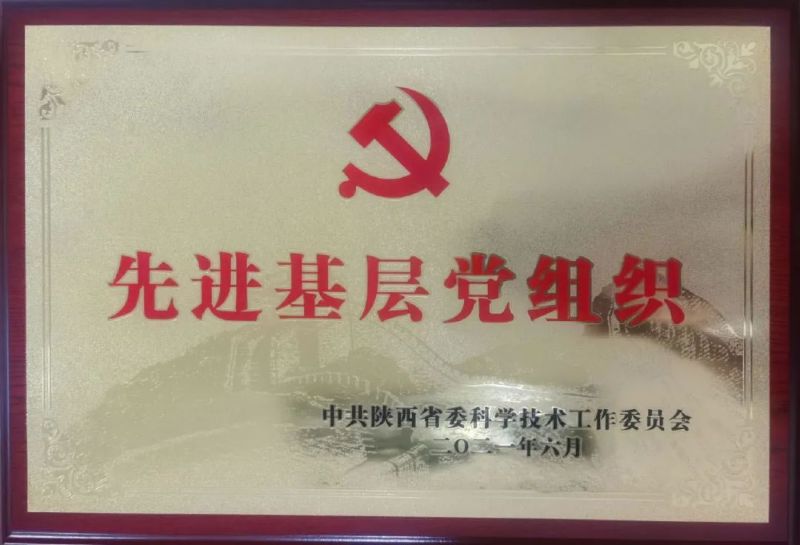 先进基层党组织
中共陕西省委科学技术工作委员会
二〇二一年六月